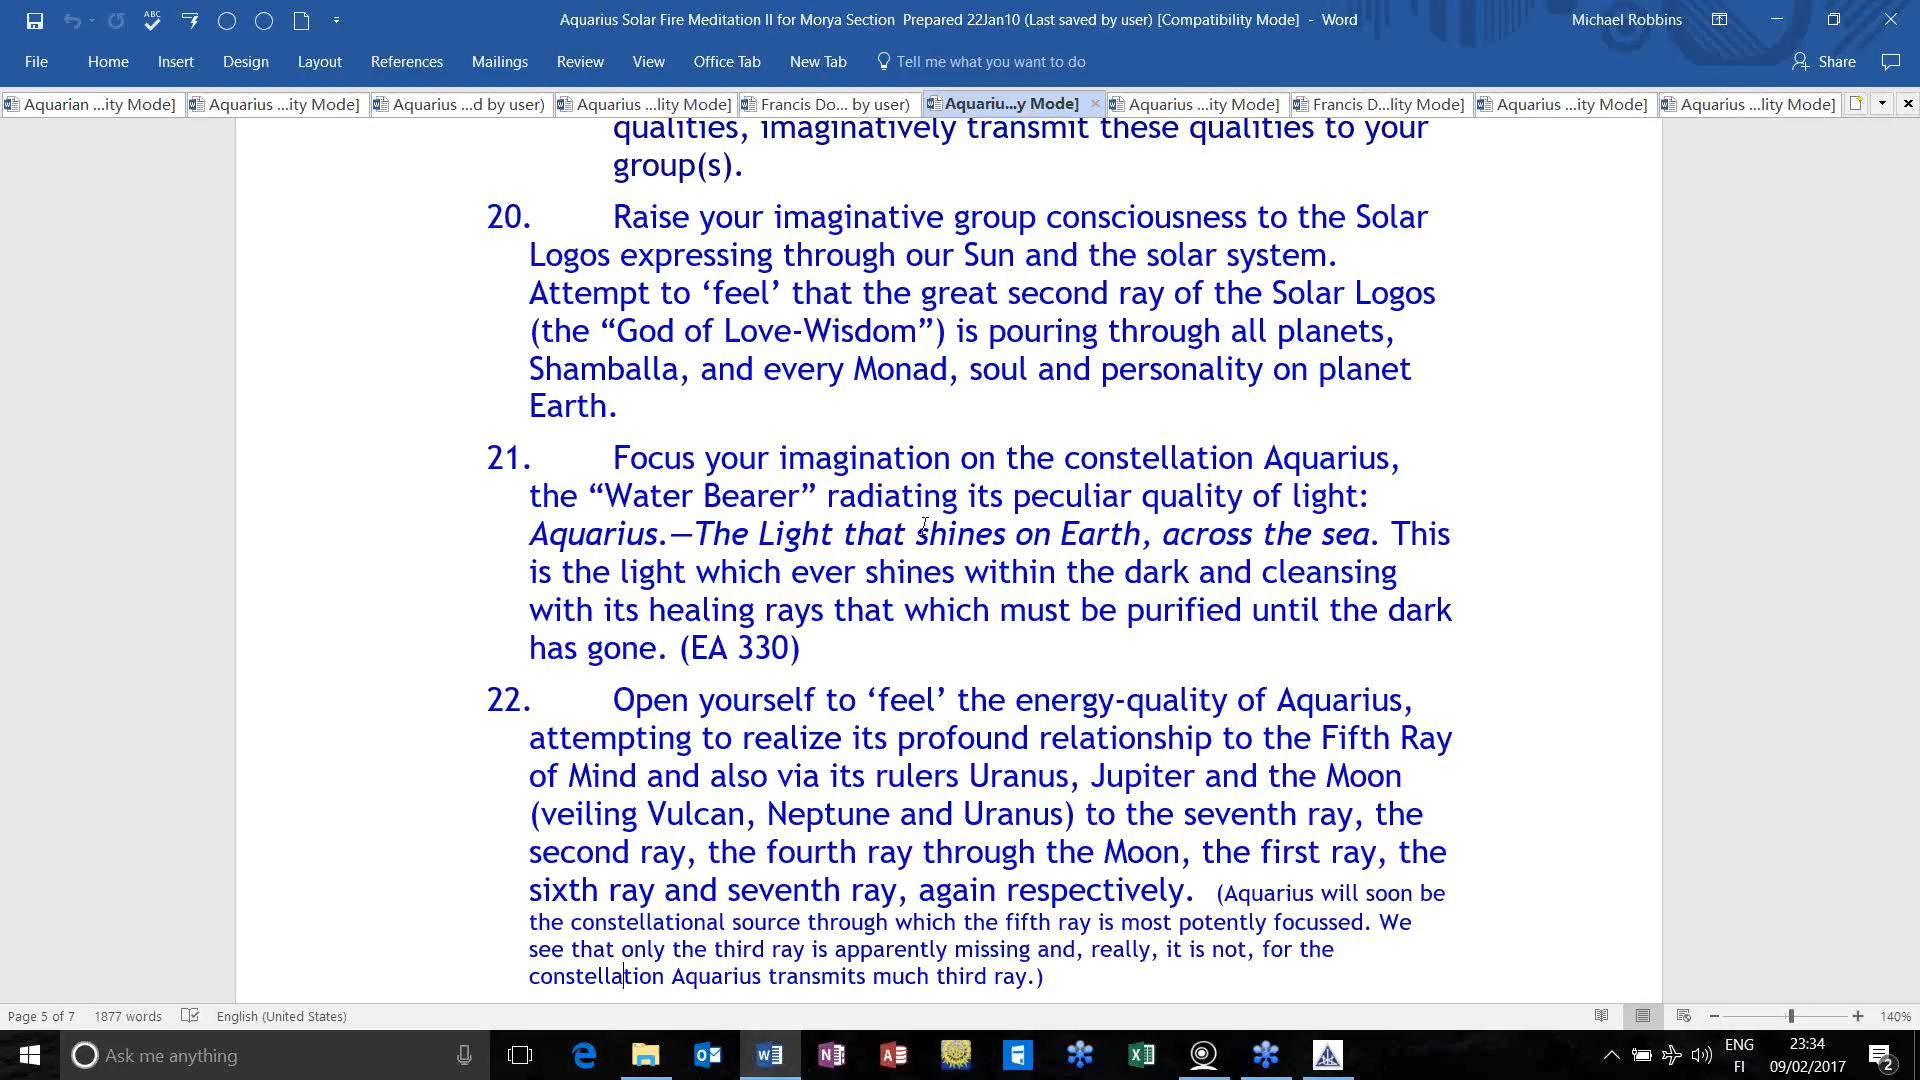 Aquarius Solar Fire Meditation II for Morya Section  Prepared 22Jan10 (Last saved by user) [Compatibility Mode]  -  Word
Michael Robbins
File Home Insert Design Layout References Mailings Review View Office Tab New Tab Tell me what you want to do Share
Aquarian ...ity Mode] Aquarius ...ity Mode] Aquarius ...d by user) Aquarius ...lity Mode] Francis Do... by user) Aquariu...y Mode] Aquarius ...ity Mode] Francis D...lity Mode] Aquarius ...ity Mode] Aquarius ...lity Mode]
qualities, imaginatively transmit these qualities to your
group(s).
20. Raise your imaginative group consciousness to the Solar
Logos expressing through our Sun and the solar system.
Attempt to ‘feel’ that the great second ray of the Solar Logos
(the “God of Love-Wisdom”) is pouring through all planets,
Shamballa, and every Monad, soul and personality on planet
Earth.
21. Focus your imagination on the constellation Aquarius,
the “Water Bearer” radiating its peculiar quality of light:
Aquarius.—The Light that shines on Earth, across the sea. This
is the light which ever shines within the dark and cleansing
with its healing rays that which must be purified until the dark
has gone. (EA 330)
22. Open yourself to ‘feel’ the energy-quality of Aquarius,
attempting to realize its profound relationship to the Fifth Ray
of Mind and also via its rulers Uranus, Jupiter and the Moon
(veiling Vulcan, Neptune and Uranus) to the seventh ray, the
second ray, the fourth ray through the Moon, the first ray, the
sixth ray and seventh ray, again respectively. (Aquarius will soon be
the constellational source through which the fifth ray is most potently focussed. We
see that only the third ray is apparently missing and, really, it is not, for the
constellation Aquarius transmits much third ray.)
Page 5 of 7 1877 words English (United States) 140%
Ask me anything
ENG 23:34
FI 09/02/2017 2